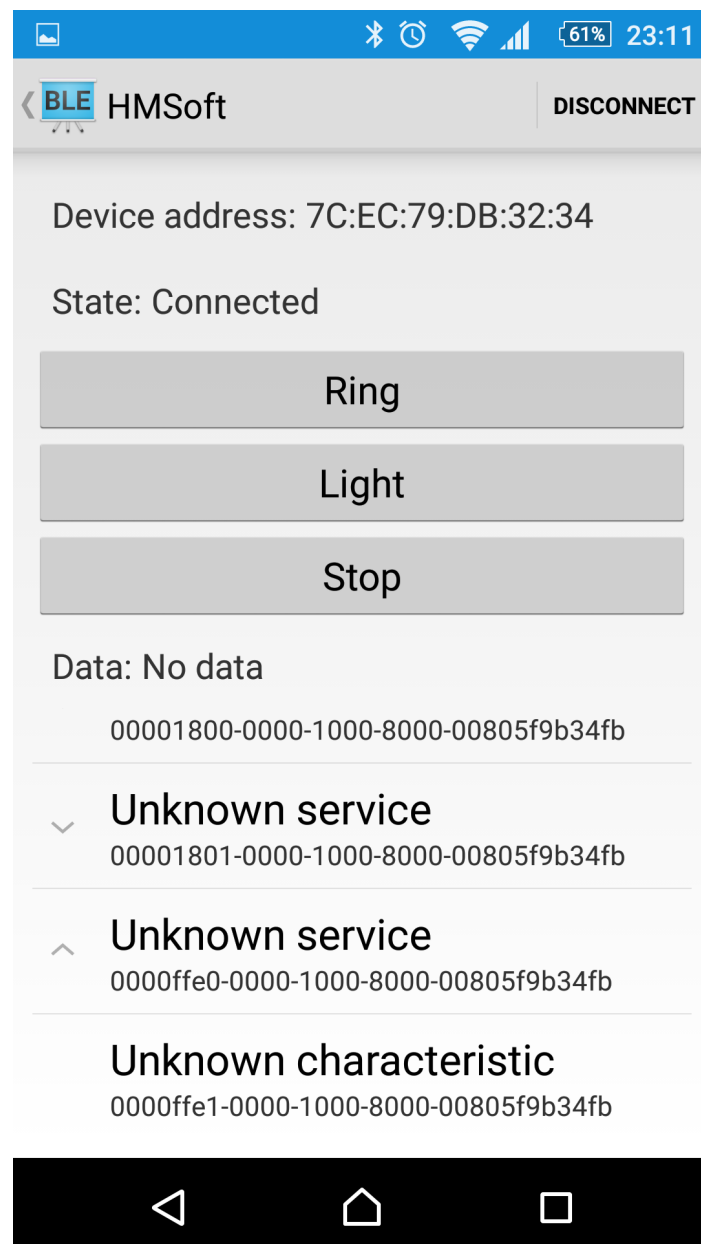 61% 23:11
BLE HMSoft DISCONNECT
Device address: 7C:EC:79:DB:32:34
State: Connected
Ring
Light
Stop
Data: No data
00001800-0000-1000-8000-00805f9b34fb
Unknown service
00001801-0000-1000-8000-00805f9b34fb
Unknown service
0000ffe0-0000-1000-8000-00805f9b34fb
Unknown characteristic
0000ffe1-0000-1000-8000-00805f9b34fb